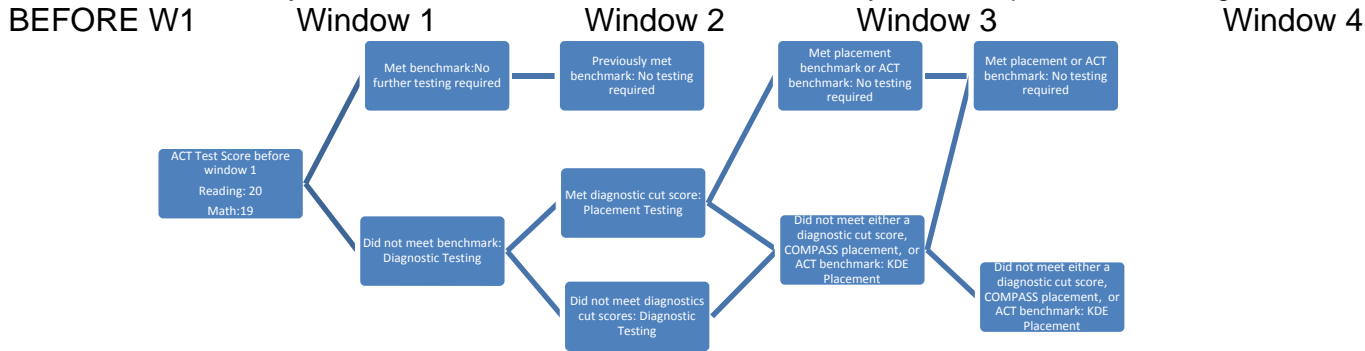 BEFORE W1 Window 1 Window 2 Window 3 Window 4
Met benchmark:No
further testing required
Previously met
benchmark: No testing
required
Met placement
benchmark or ACT
benchmark: No testing
required
Met placement or ACT
benchmark: No testing
required
ACT Test Score before
window 1
Reading: 20
Math:19
Did not meet benchmark:
Diagnostic Testing
Met diagnostic cut score:
Placement Testing
Did not meet diagnostics
cut scores: Diagnostic
Testing
Did not meet either a
diagnostic cut score,
COMPASS placement, or
ACT benchmark: KDE
Placement
Did not meet either a
diagnostic cut score,
COMPASS placement, or
ACT benchmark: KDE
Placement